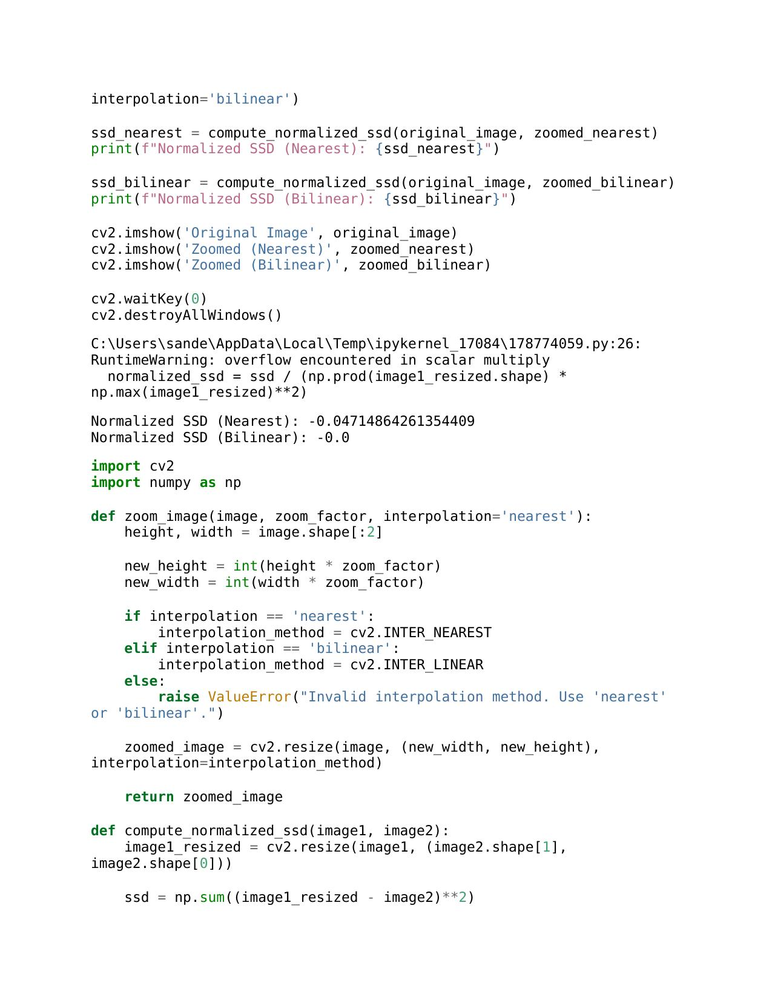 interpolation='bilinear')
ssd_nearest = compute_normalized_ssd(original_image, zoomed_nearest)
print(f"Normalized SSD (Nearest): {ssd_nearest}")
ssd_bilinear = compute_normalized_ssd(original_image, zoomed_bilinear)
print(f"Normalized SSD (Bilinear): {ssd_bilinear}")
cv2.imshow('Original Image', original_image)
cv2.imshow('Zoomed (Nearest)', zoomed_nearest)
cv2.imshow('Zoomed (Bilinear)', zoomed_bilinear)
cv2.waitKey(0)
cv2.destroyAllWindows()
C:\Users\sande\AppData\Local\Temp\ipykernel_17084\178774059.py:26:
RuntimeWarning: overflow encountered in scalar multiply
  normalized_ssd = ssd / (np.prod(image1_resized.shape) *
np.max(image1_resized)**2)
Normalized SSD (Nearest): -0.04714864261354409
Normalized SSD (Bilinear): -0.0
import cv2
import numpy as np
def zoom_image(image, zoom_factor, interpolation='nearest'):
    height, width = image.shape[:2]
    new_height = int(height * zoom_factor)
    new_width = int(width * zoom_factor)
    if interpolation == 'nearest':
        interpolation_method = cv2.INTER_NEAREST
    elif interpolation == 'bilinear':
        interpolation_method = cv2.INTER_LINEAR
    else:
        raise ValueError("Invalid interpolation method. Use 'nearest'
or 'bilinear'.")
    zoomed_image = cv2.resize(image, (new_width, new_height),
interpolation=interpolation_method)
    return zoomed_image
def compute_normalized_ssd(image1, image2):
    image1_resized = cv2.resize(image1, (image2.shape[1],
image2.shape[0]))
    ssd = np.sum((image1_resized - image2)**2)